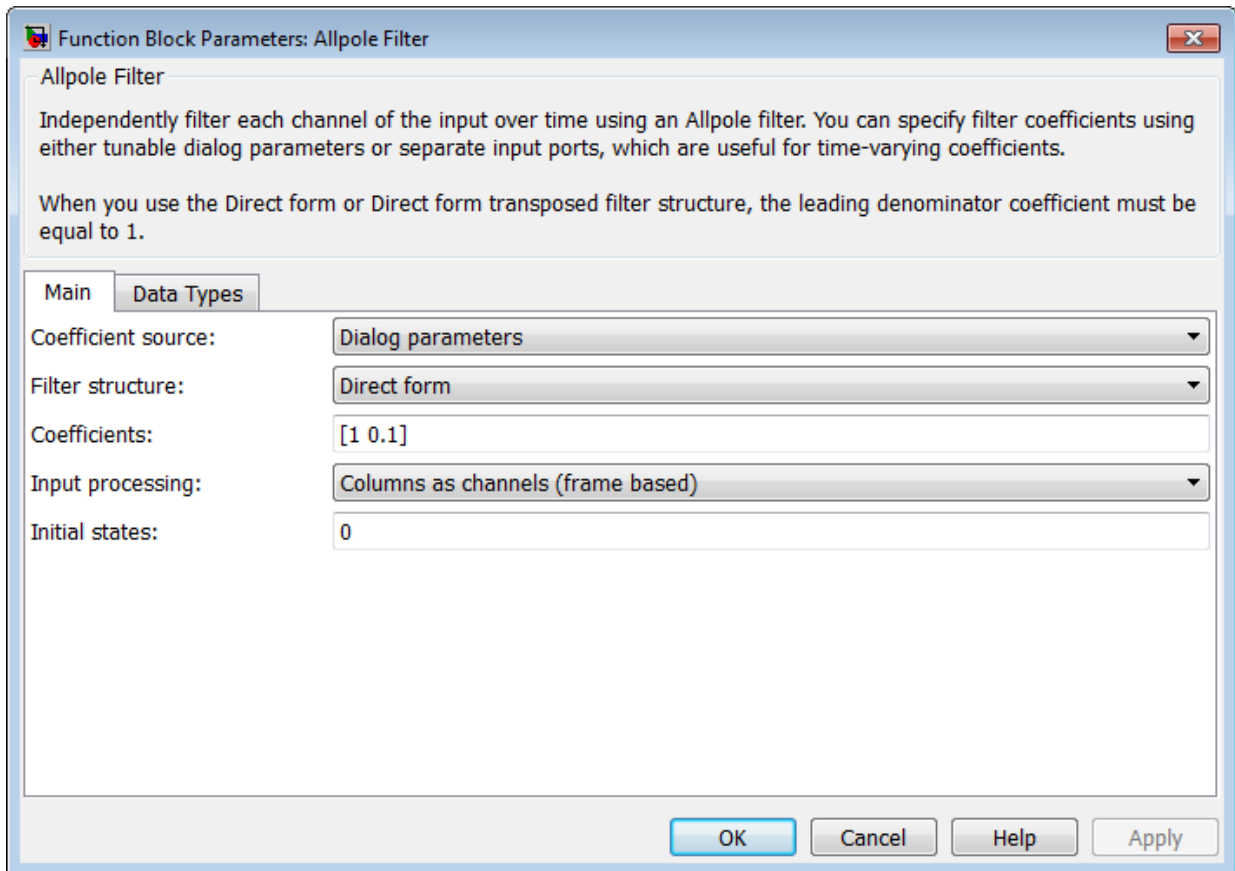 Function Block Parameters: Allpole Filter
Allpole Filter
Independently filter each channel of the input over time using an Allpole filter. You can specify filter coefficients using
either tunable dialog parameters or separate input ports, which are useful for time-varying coefficients.
When you use the Direct form or Direct form transposed filter structure, the leading denominator coefficient must be
equal to 1.
Main Data Types
Coefficient source: Dialog parameters
Filter structure: Direct form
Coefficients: [1 0.1]
Input processing: Columns as channels (frame based)
Initial states: 0
OK Cancel Help Apply